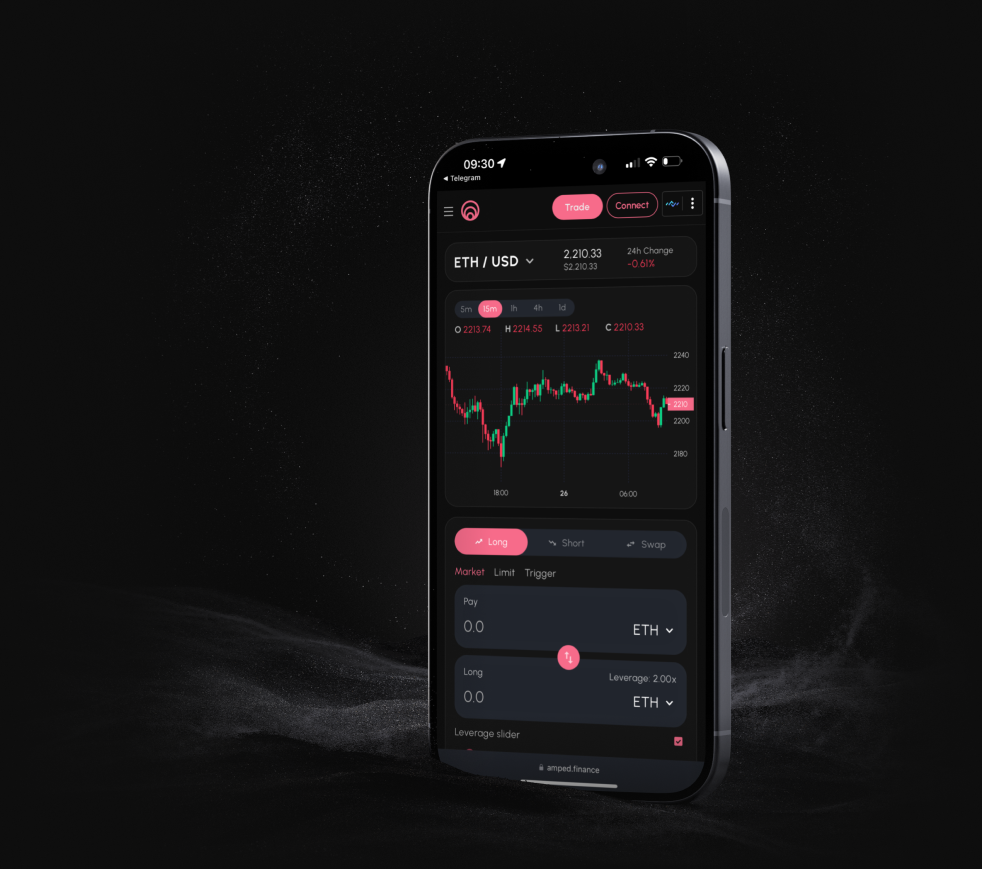 09:30
◀ Telegram
Trade
Connect
ETH / USD
2,210.33
24h Change
$2,210.33
-0.61%
5m 15m 1h 4h 1d
O 2213.74 H 2214.55 L 2213.21 C 2210.33
2240
2220
2210
2200
2180
18:00 26 06:00
Long
Short
Swap
Market Limit Trigger
Pay
0.0
ETH
Long
Leverage: 2.00x
0.0
ETH
Leverage slider
amped.finance